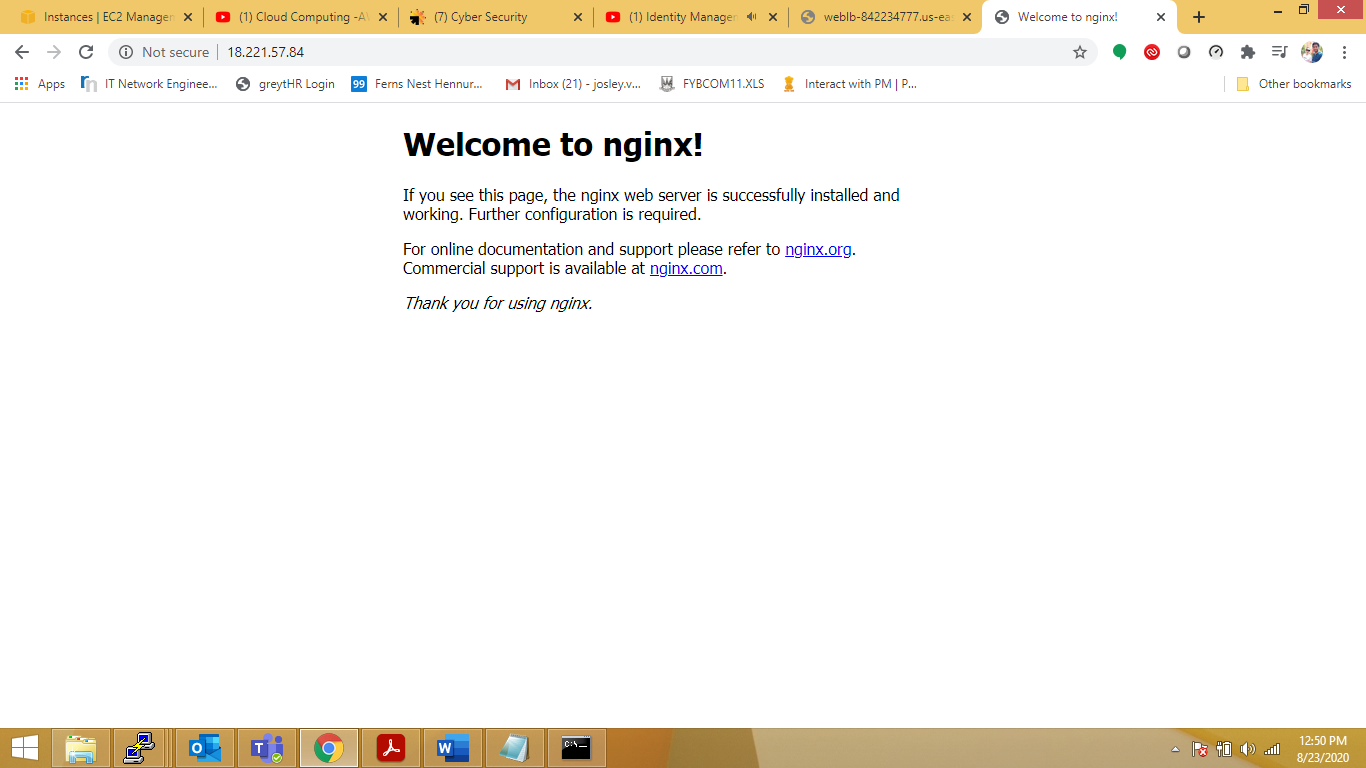 Instances | EC2 Managen
(1) Cloud Computing -AV
(7) Cyber Security
(1) Identity Managen
weblb-842234777.us-eas
Welcome to nginx!
Not secure
18.221.57.84
Apps
IT Network Enginee...
greytHR Login
99
Ferns Nest Hennur...
Inbox (21) - josley.v...
FYBCOM11.XLS
Interact with PM | P...
Other bookmarks
Welcome to nginx!
If you see this page, the nginx web server is successfully installed and
working. Further configuration is required.
For online documentation and support please refer to nginx.org.
Commercial support is available at nginx.com.
Thank you for using nginx.
12:50 PM
8/23/2020